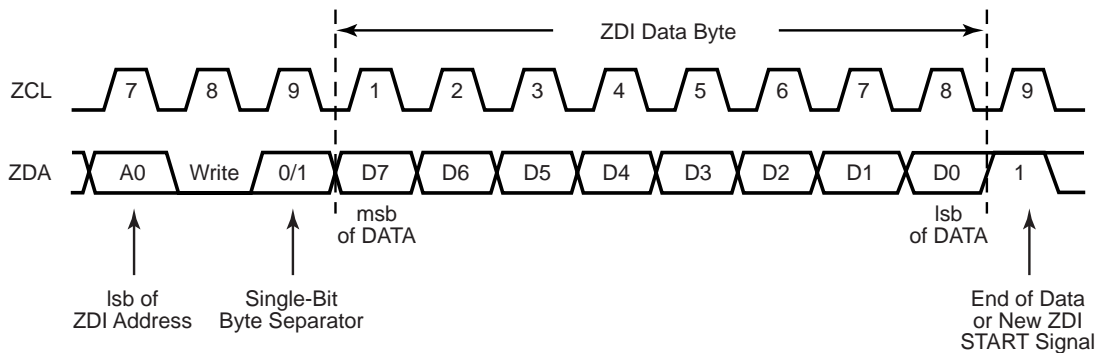 ZDI Data Byte
ZCL 7 8 9 1 2 3 4 5 6 7 8 9
ZDA A0 Write 0/1 D7 D6 D5 D4 D3 D2 D1 D0 1
msb
of DATA
lsb
of DATA
lsb of
ZDI Address
Single-Bit
Byte Separator
End of Data
or New ZDI
START Signal